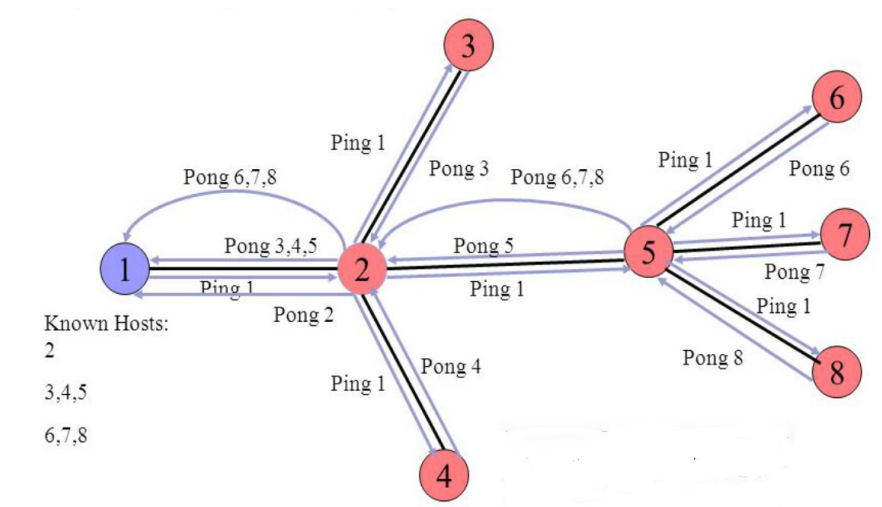 3
6
Ping 1
Pong 3
Ping 1
Pong 6
Pong 6,7,8
Pong 6,7,8
Ping 1
7
Pong 3,4,5
Pong 5
5
1
2
Ping 1
Ping 1
Pong 7
Pong 2
Ping 1
Known Hosts:
2
3,4,5
6,7,8
Pong 4
Ping 1
Pong 8
8
4